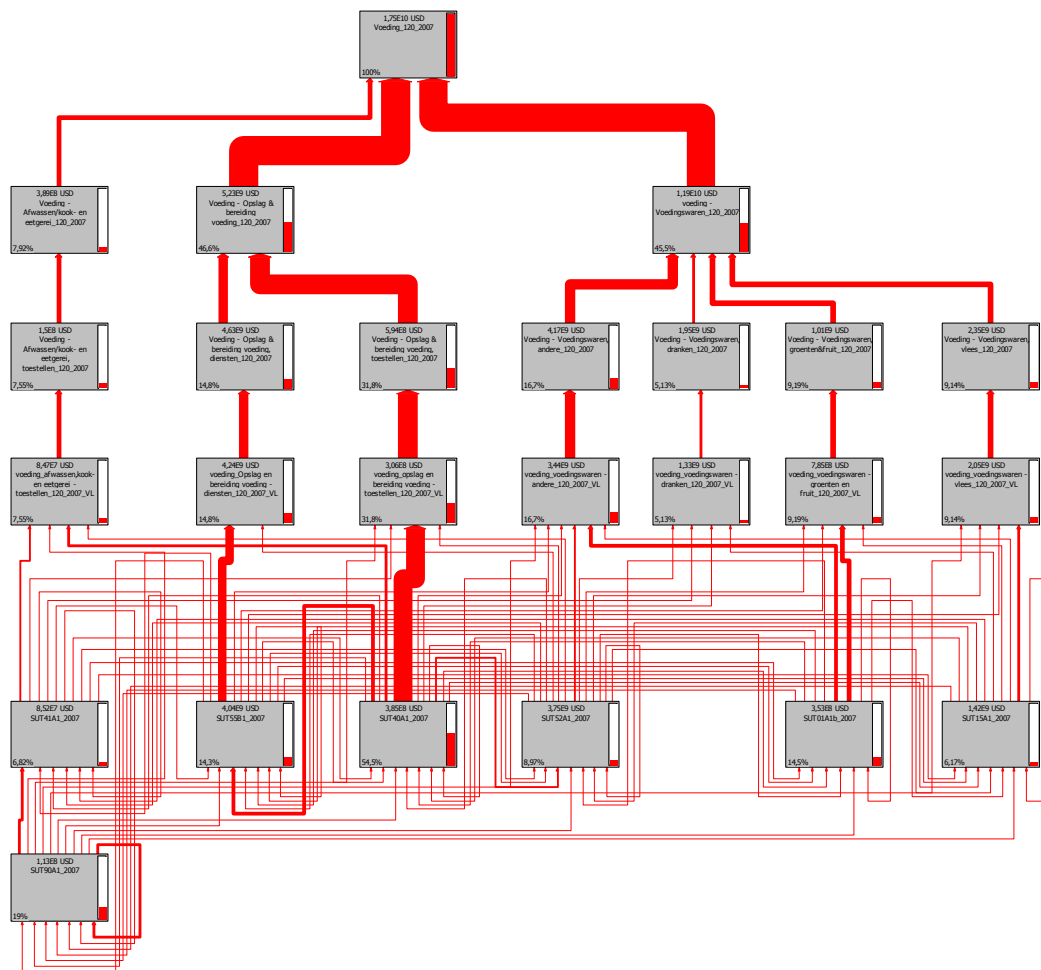 1,75E10 USD
Voeding_120_2007
100%
3,89E8 USD
Voeding -
Afwassen/kook- en
eetgerei_120_2007
7,92%
5,23E9 USD
Voeding - Opslag &
bereiding
voeding_120_2007
46,6%
1,19E10 USD
voeding -
Voedingswaren_120_2007
45,5%
1,5E8 USD
Voeding -
Afwassen/kook- en
eetgerei,
toestellen_120_2007
7,55%
4,63E9 USD
Voeding - Opslag &
bereiding voeding,
diensten_120_2007
14,8%
5,94E8 USD
Voeding - Opslag &
bereiding voeding,
toestellen_120_2007
31,8%
4,17E9 USD
Voeding - Voedingswaren,
andere_120_2007
16,7%
1,95E9 USD
Voeding - Voedingswaren,
dranken_120_2007
5,13%
1,01E9 USD
Voeding - Voedingswaren,
groenten&fruit_120_2007
9,19%
2,35E9 USD
Voeding - Voedingswaren,
vlees_120_2007
9,14%
8,47E7 USD
voeding_afwassen,kook-
en eetgerei -
toestellen_120_2007_VL
7,55%
4,24E9 USD
voeding_Opslag en
bereiding voeding -
diensten_120_2007_VL
14,8%
3,06E8 USD
voeding_opslag en
bereiding voeding -
toestellen_120_2007_VL
31,8%
3,44E9 USD
voeding_voedingswaren -
andere_120_2007_VL
16,7%
1,33E9 USD
voeding_voedingswaren -
dranken_120_2007_VL
5,13%
7,85E8 USD
voeding_voedingswaren -
groenten en
fruit_120_2007_VL
9,19%
2,05E9 USD
voeding_voedingswaren -
vlees_120_2007_VL
9,14%
8,52E7 USD
SUT41A1_2007
6,82%
4,04E9 USD
SUT55B1_2007
14,3%
3,85E8 USD
SUT40A1_2007
54,5%
3,75E9 USD
SUT52A1_2007
8,97%
3,53E8 USD
SUT01A1b_2007
14,5%
1,42E9 USD
SUT15A1_2007
6,17%
1,13E8 USD
SUT90A1_2007
19%